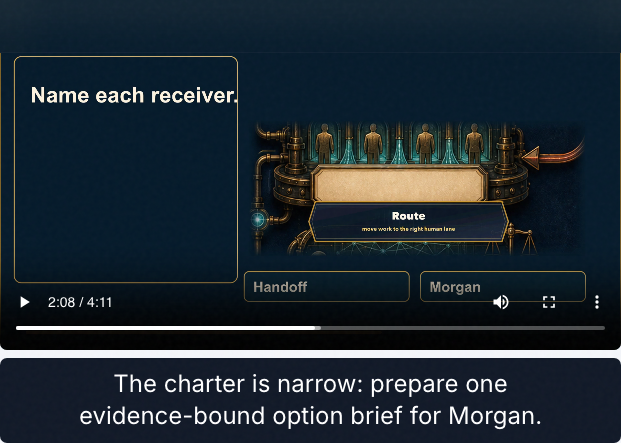 Name each receiver.
Route
move work to the right human lane
Handoff
Morgan
2:08 / 4:11
The charter is narrow: prepare one
evidence-bound option brief for Morgan.